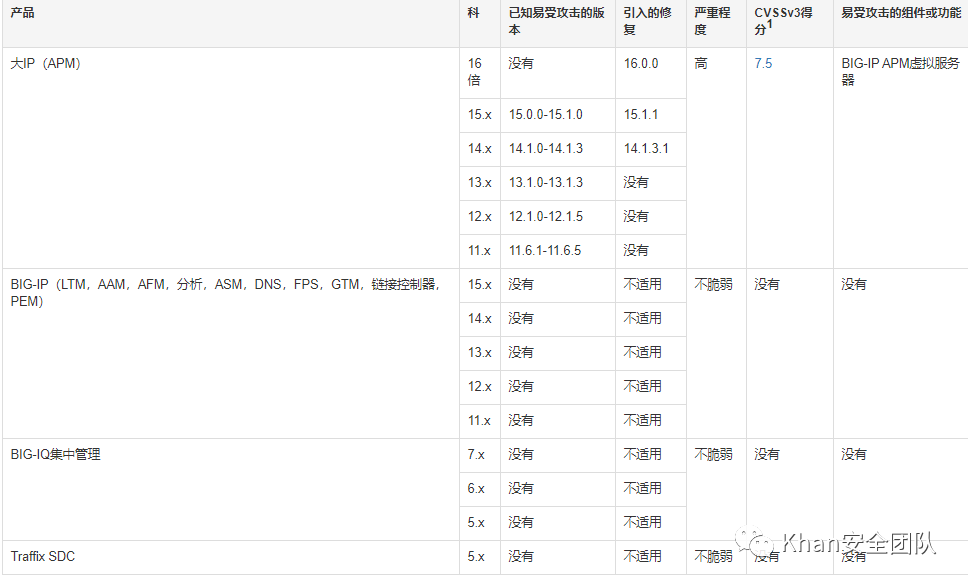 产品 科 已知易受攻击的版 引入的修 严重程 CVSSv3得 易受攻击的组件或功能
本 复 度 分1
大IP（APM） 16 没有 16.0.0 高 7.5 BIG-IP APM虚拟服务
倍 器
15.x 15.0.0-15.1.0 15.1.1
14.x 14.1.0-14.1.3 14.1.3.1
13.x 13.1.0-13.1.3 没有
12.x 12.1.0-12.1.5 没有
11.x 11.6.1-11.6.5 没有
BIG-IP（LTM，AAM，AFM，分析，ASM，DNS，FPS，GTM，链接控制器， 15.x 没有 不适用 不脆弱 没有 没有
PEM）
14.x 没有 不适用
13.x 没有 不适用
12.x 没有 不适用
11.x 没有 不适用
BIG-IQ集中管理 7.x 没有 不适用 不脆弱 没有 没有
6.x 没有 不适用
5.x 没有 不适用
Khan安全团队
Traffix SDC 5.x 没有 不适用 不脆弱 没有 没有